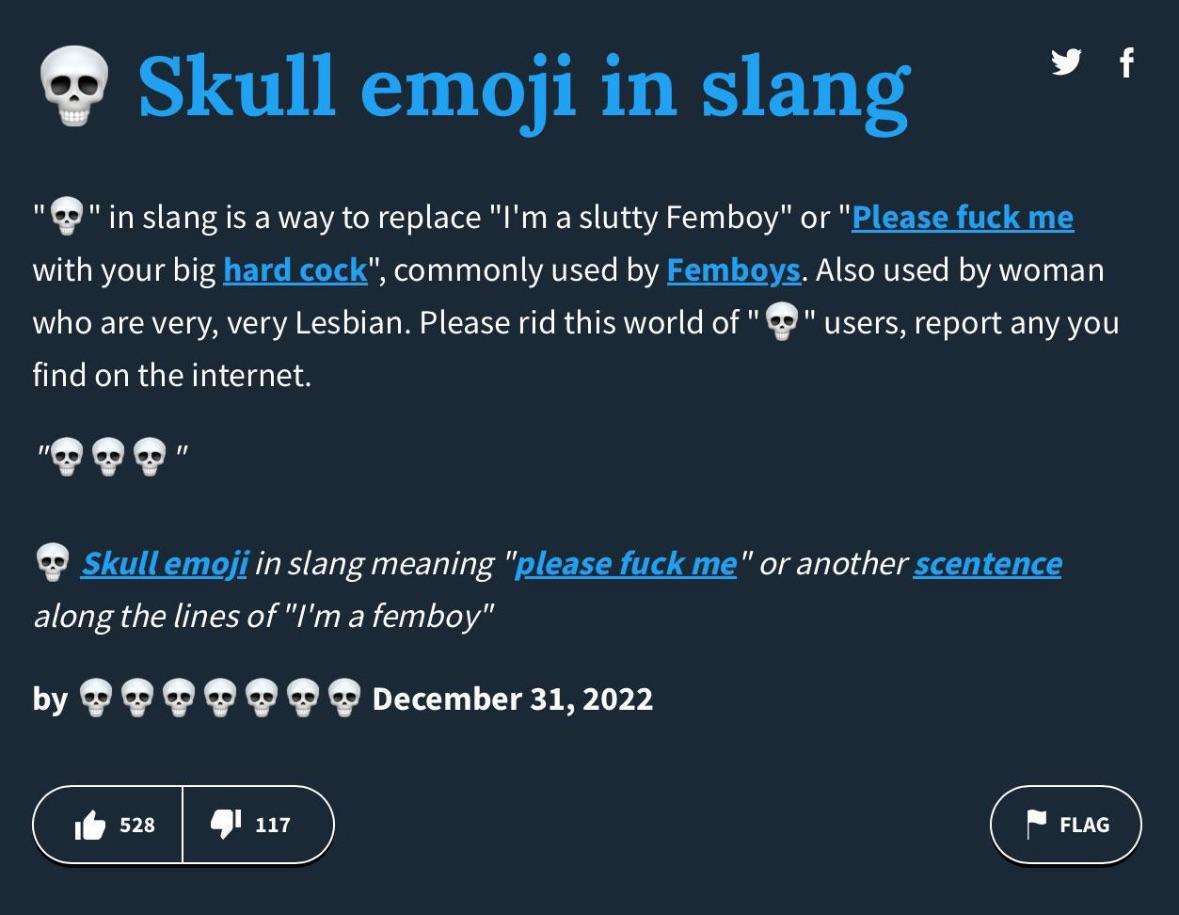 💀 Skull emoji in slang
"💀" in slang is a way to replace "I'm a slutty Femboy" or "Please fuck me
with your big hard cock", commonly used by Femboys. Also used by woman
who are very, very Lesbian. Please rid this world of "💀" users, report any you
find on the internet.
"💀💀💀 "
💀 Skull emoji in slang meaning "please fuck me" or another scentence
along the lines of "I'm a femboy"
by 💀💀💀💀💀💀💀 December 31, 2022
528 117 FLAG